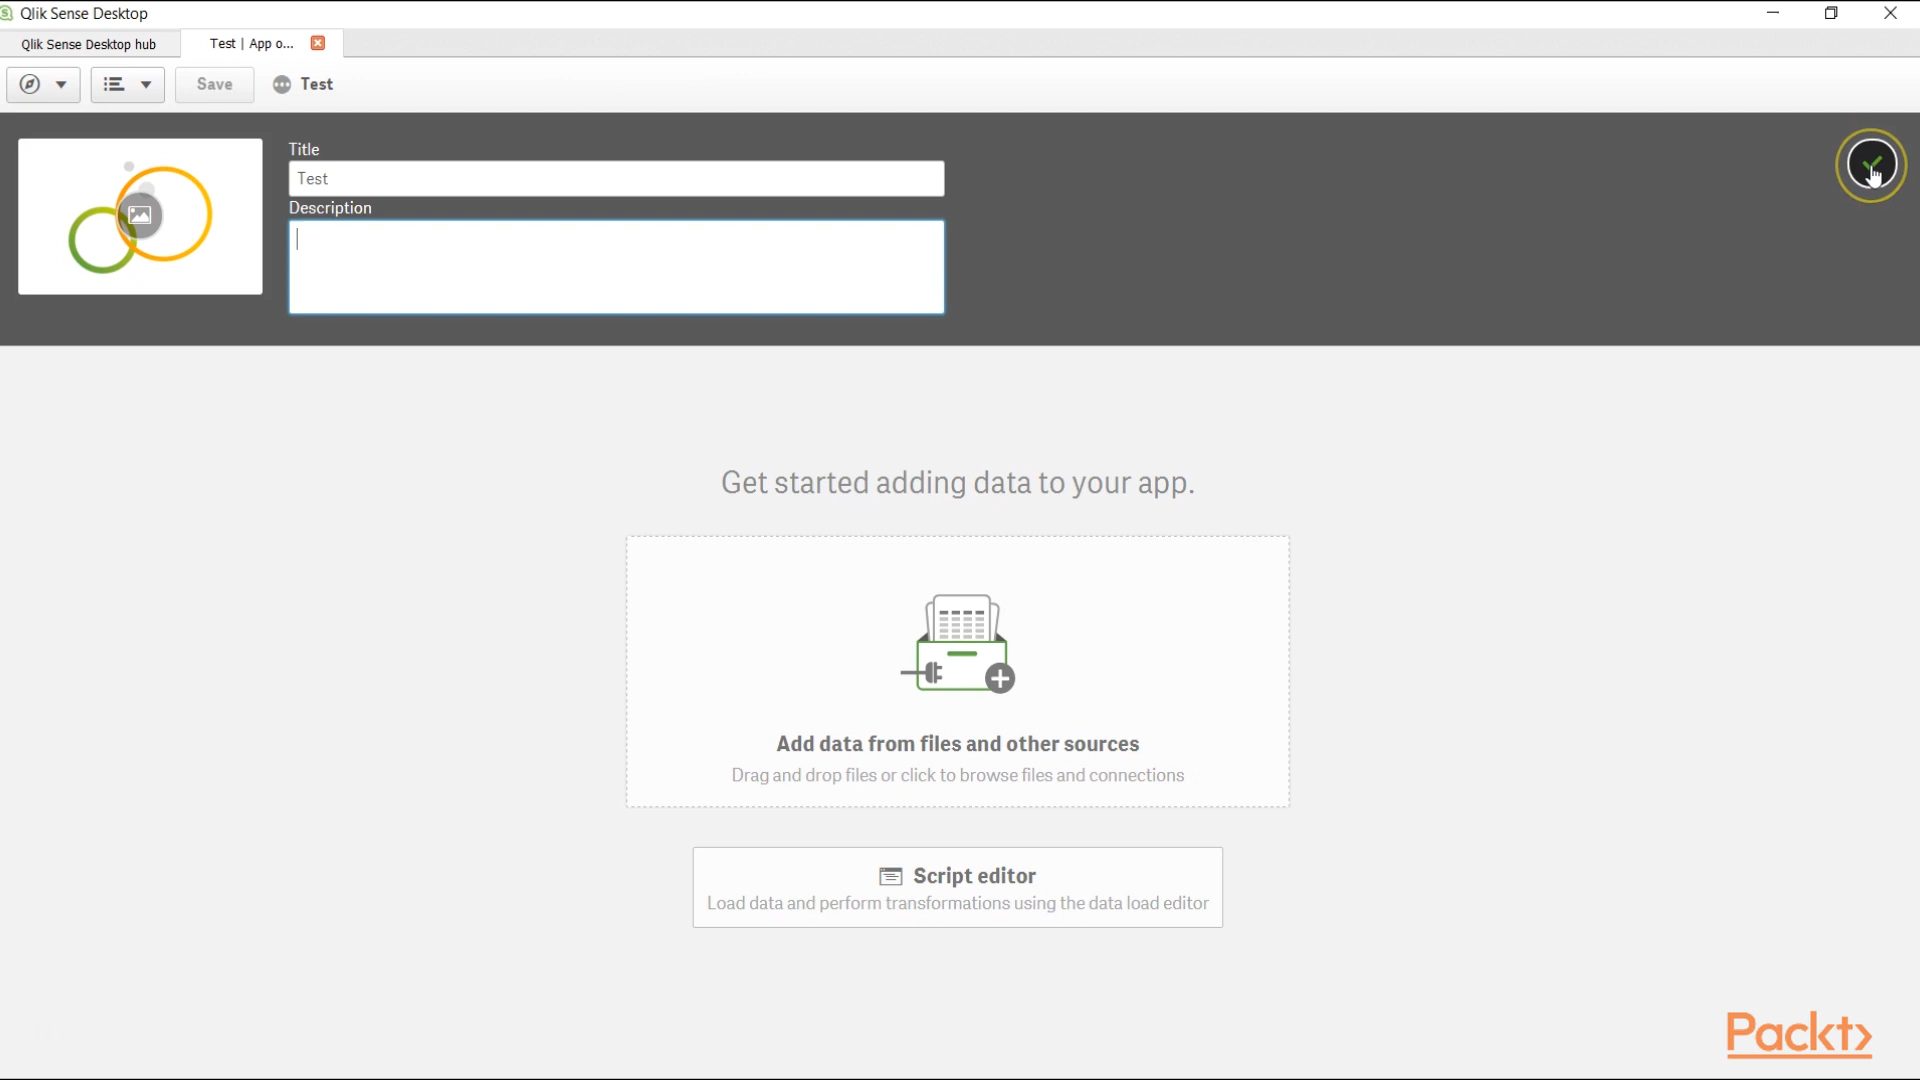 Qlik Sense Desktop
Qlik Sense Desktop hub
Test | App o...
Save
Test
Title
Test
Description
Get started adding data to your app.
Add data from files and other sources
Drag and drop files or click to browse files and connections
Script editor
Load data and perform transformations using the data load editor
Packt>